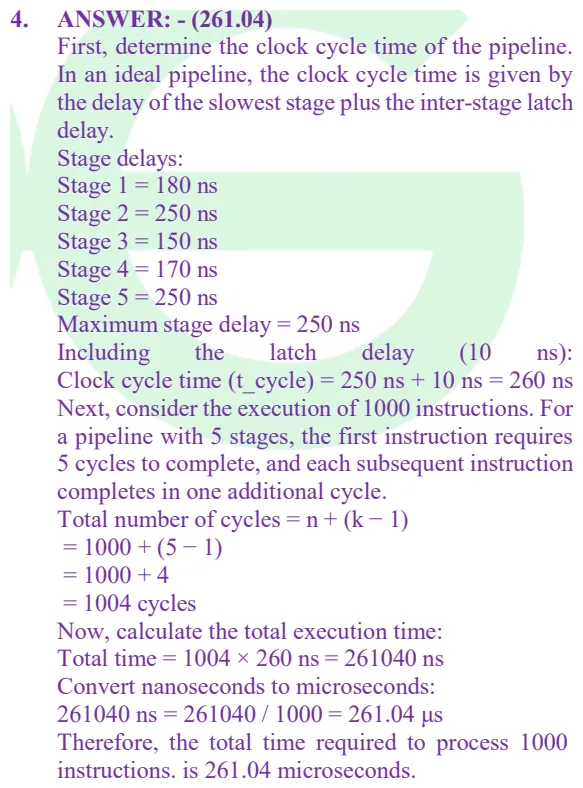 4. ANSWER: - (261.04)
First, determine the clock cycle time of the pipeline.
In an ideal pipeline, the clock cycle time is given by
the delay of the slowest stage plus the inter-stage latch
delay.
Stage delays:
Stage 1 = 180 ns
Stage 2 = 250 ns
Stage 3 = 150 ns
Stage 4 = 170 ns
Stage 5 = 250 ns
Maximum stage delay = 250 ns
Including the latch delay (10 ns):
Clock cycle time (t_cycle) = 250 ns + 10 ns = 260 ns
Next, consider the execution of 1000 instructions. For
a pipeline with 5 stages, the first instruction requires
5 cycles to complete, and each subsequent instruction
completes in one additional cycle.
Total number of cycles = n + (k − 1)
= 1000 + (5 − 1)
= 1000 + 4
= 1004 cycles
Now, calculate the total execution time:
Total time = 1004 × 260 ns = 261040 ns
Convert nanoseconds to microseconds:
261040 ns = 261040 / 1000 = 261.04 μs
Therefore, the total time required to process 1000
instructions. is 261.04 microseconds.